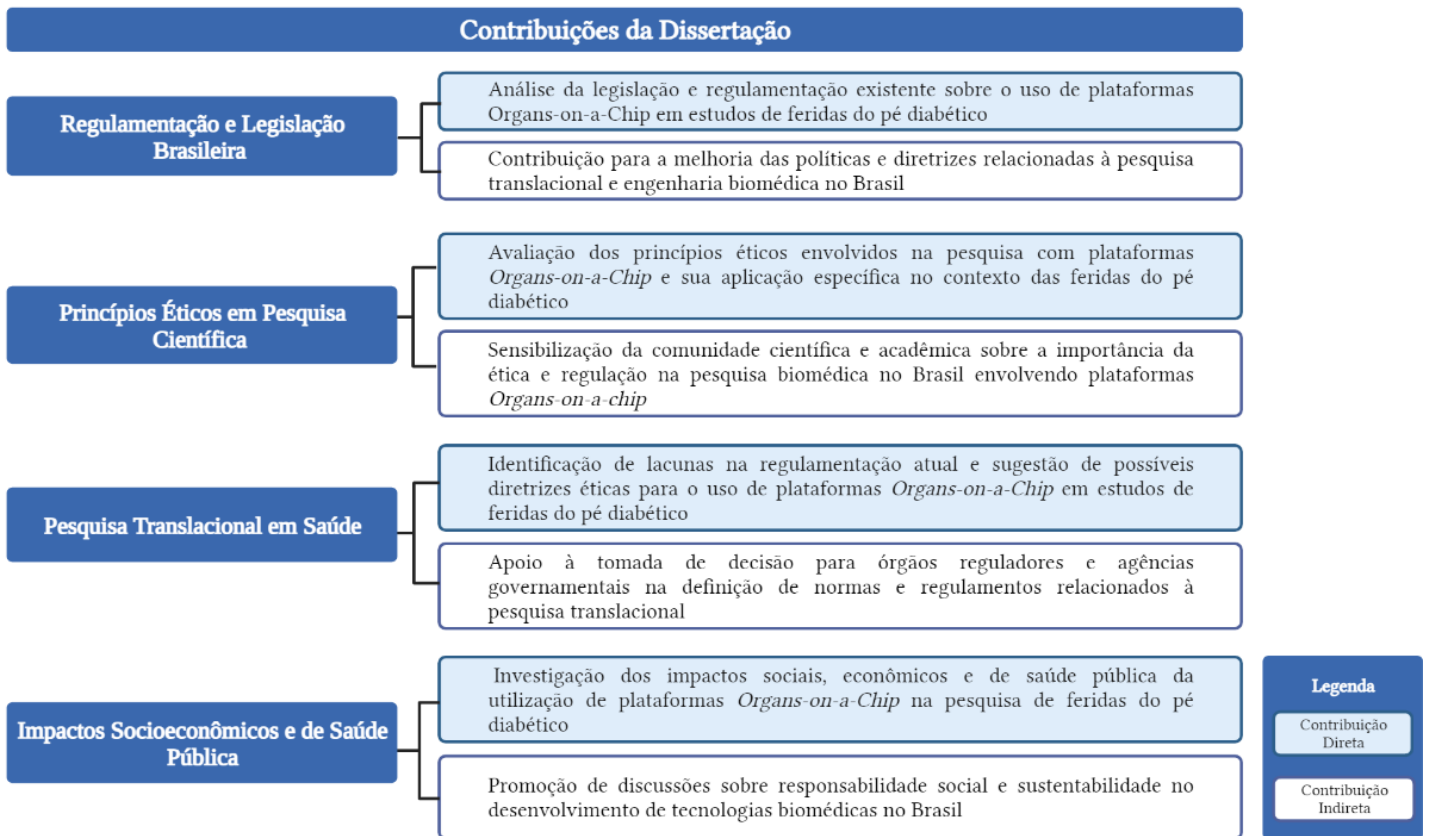 Contribuições da Dissertação
Regulamentação e Legislação
Brasileira
Análise da legislação e regulamentação existente sobre o uso de plataformas
Organs-on-a-Chip em estudos de feridas do pé diabético
Contribuição para a melhoria das políticas e diretrizes relacionadas à pesquisa
translacional e engenharia biomédica no Brasil
Princípios Éticos em Pesquisa
Científica
Avaliação dos princípios éticos envolvidos na pesquisa com plataformas
Organs-on-a-Chip e sua aplicação específica no contexto das feridas do pé
diabético
Sensibilização da comunidade científica e acadêmica sobre a importância da
ética e regulação na pesquisa biomédica no Brasil envolvendo plataformas
Organs-on-a-chip
Pesquisa Translacional em Saúde
Identificação de lacunas na regulamentação atual e sugestão de possíveis
diretrizes éticas para o uso de plataformas Organs-on-a-Chip em estudos de
feridas do pé diabético
Apoio à tomada de decisão para órgãos reguladores e agências
governamentais na definição de normas e regulamentos relacionados à
pesquisa translacional
Impactos Socioeconômicos e de Saúde
Pública
Investigação dos impactos sociais, econômicos e de saúde pública da
utilização de plataformas Organs-on-a-Chip na pesquisa de feridas do pé
diabético
Promoção de discussões sobre responsabilidade social e sustentabilidade no
desenvolvimento de tecnologias biomédicas no Brasil
Legenda
Contribuição
Direta
Contribuição
Indireta